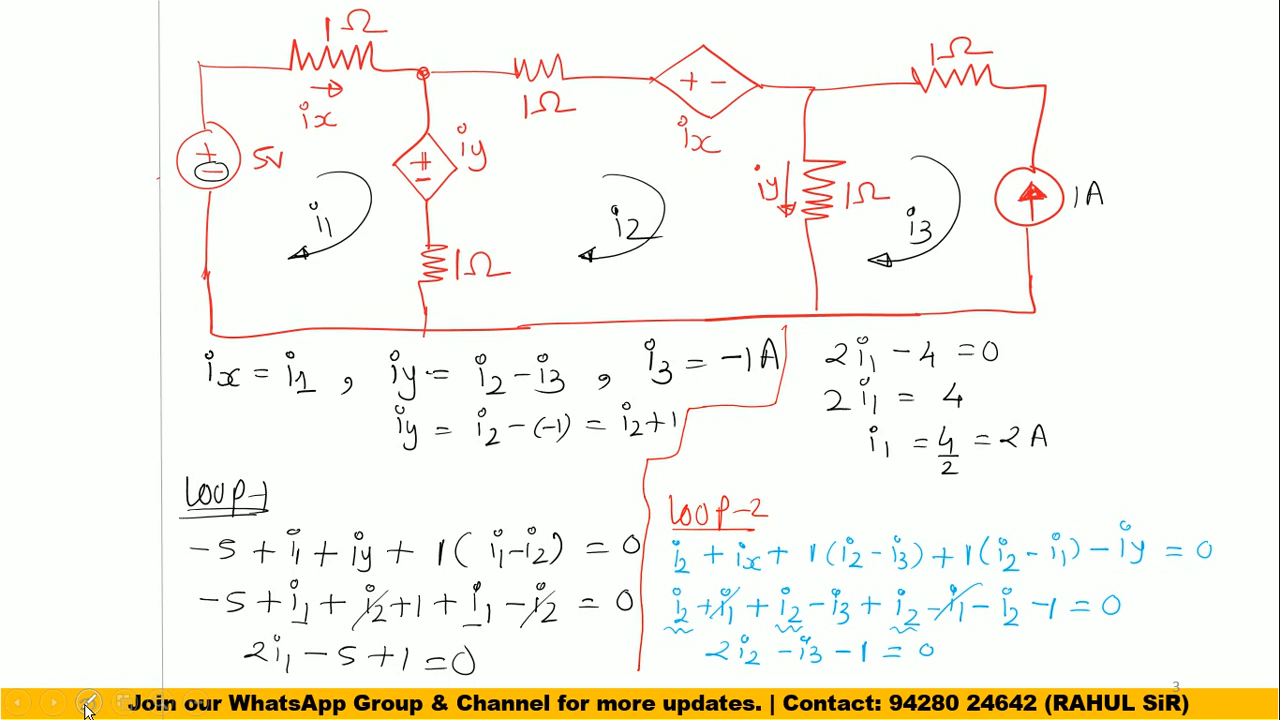 1Ω
ix
5V
iy
1Ω
1Ω
+ -
ix
iy
1Ω
1Ω
1A
i1
i2
i3
ix = i1 , iy = i2 - i3 , i3 = -1A
iy = i2 - (-1) = i2+1
2i1 - 4 = 0
2i1 = 4
i1 = 4/2 = 2A
LOOP-1
-5 + i1 + iy + 1(i1-i2) = 0
-5 + i1 + i2 + 1 + i1 - i2 = 0
2i1 - 5 + 1 = 0
LOOP-2
i2 + ix + 1(i2 - i3) + 1(i2 - i1) - iy = 0
i2 + i1 + i2 - i3 + i2 - i1 - i2 - 1 = 0
2i2 - i3 - 1 = 0
3
Join our WhatsApp Group & Channel for more updates. | Contact: 94280 24642 (RAHUL SiR)